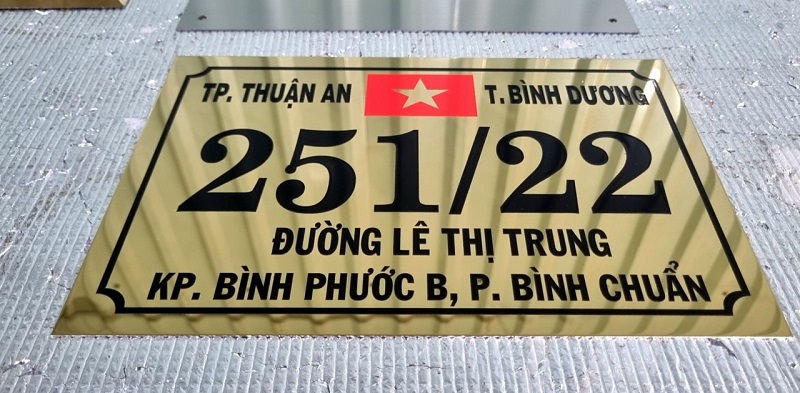 TP. THUẬN AN T. BÌNH DƯƠNG
251/22
ĐƯỜNG LÊ THỊ TRUNG
KP. BÌNH PHƯỚC B, P. BÌNH CHUẨN